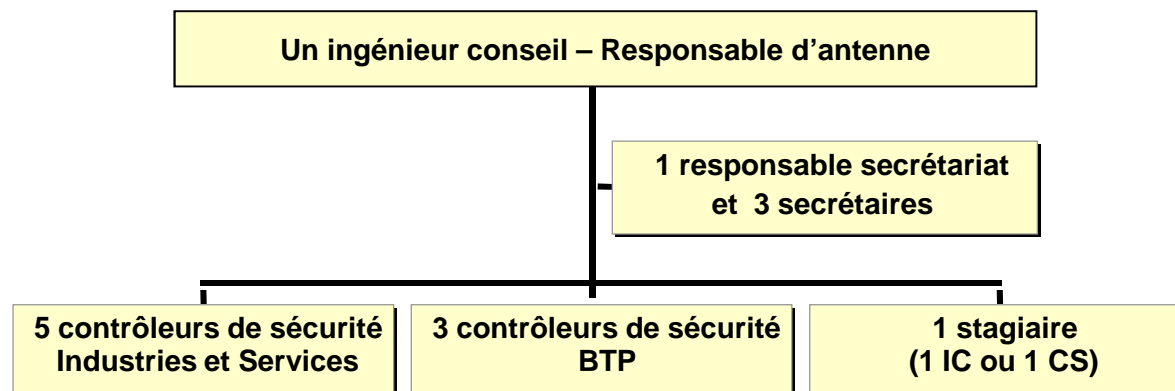 Un ingénieur conseil – Responsable d'antenne
1 responsable secrétariat
et 3 secrétaires
5 contrôleurs de sécurité
Industries et Services
3 contrôleurs de sécurité
BTP
1 stagiaire
(1 IC ou 1 CS)